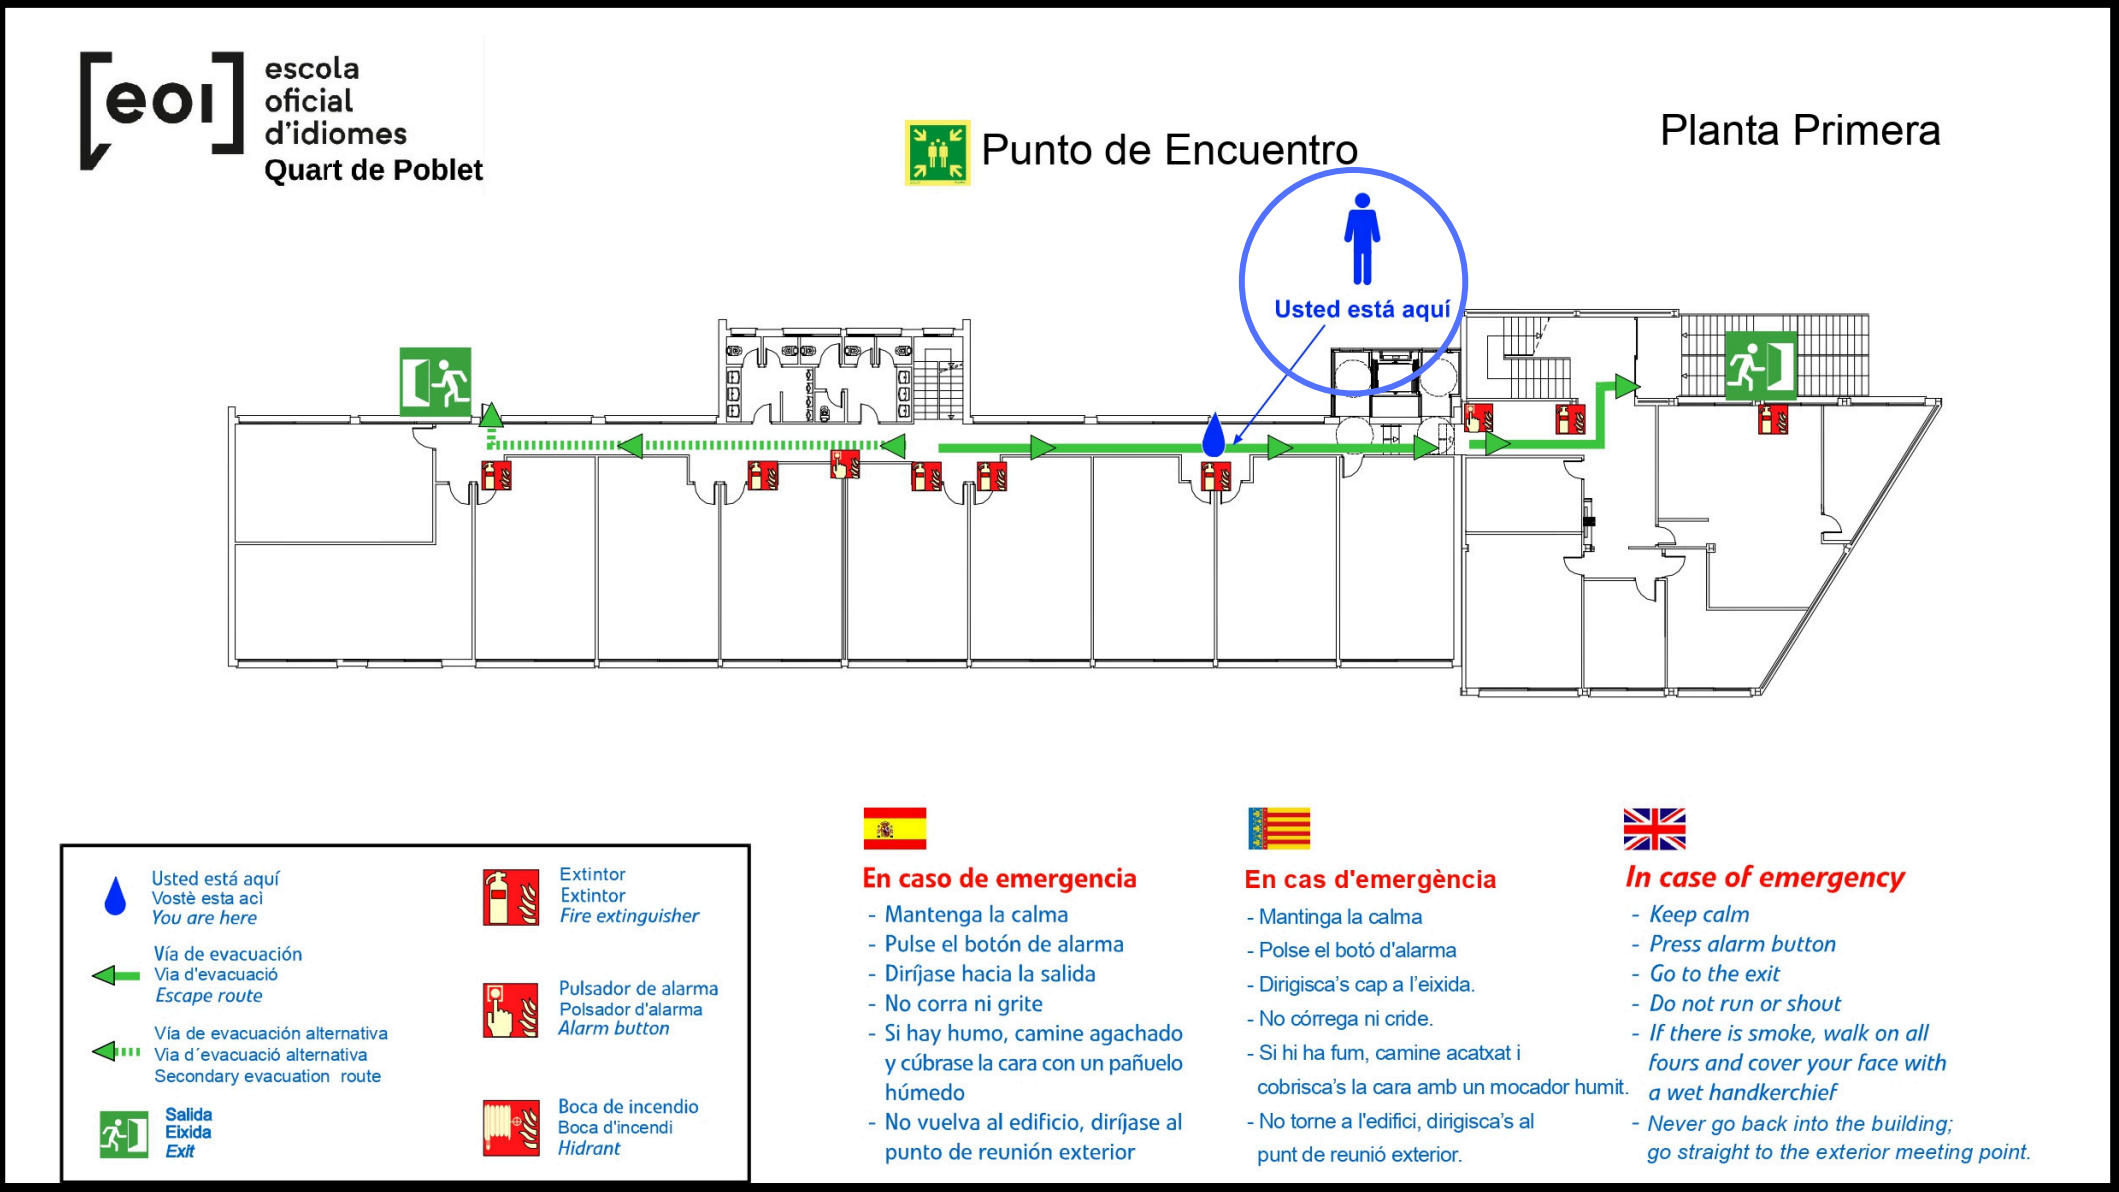 [eoi]
escola
oficial
d'idiomes
Quart de Poblet
Punto de Encuentro
Planta Primera
Usted está aquí
Usted está aquí
Vostè esta acì
You are here
Vía de evacuación
Via d'evacuació
Escape route
Vía de evacuación alternativa
Via d´evacuació alternativa
Secondary evacuation route
Salida
Eixida
Exit
Extintor
Extintor
Fire extinguisher
Pulsador de alarma
Polsador d'alarma
Alarm button
Boca de incendio
Boca d'incendi
Hidrant
En caso de emergencia
- Mantenga la calma
- Pulse el botón de alarma
- Diríjase hacia la salida
- No corra ni grite
- Si hay humo, camine agachado
y cúbrase la cara con un pañuelo
húmedo
- No vuelva al edificio, diríjase al
punto de reunión exterior
En cas d'emergència
- Mantinga la calma
- Polse el botó d'alarma
- Dirigisca's cap a l'eixida.
- No córrega ni cride.
- Si hi ha fum, camine acatxat i
cobrisca's la cara amb un mocador humit.
- No torne a l'edifici, dirigisca's al
punt de reunió exterior.
In case of emergency
- Keep calm
- Press alarm button
- Go to the exit
- Do not run or shout
- If there is smoke, walk on all
fours and cover your face with
a wet handkerchief
- Never go back into the building;
go straight to the exterior meeting point.